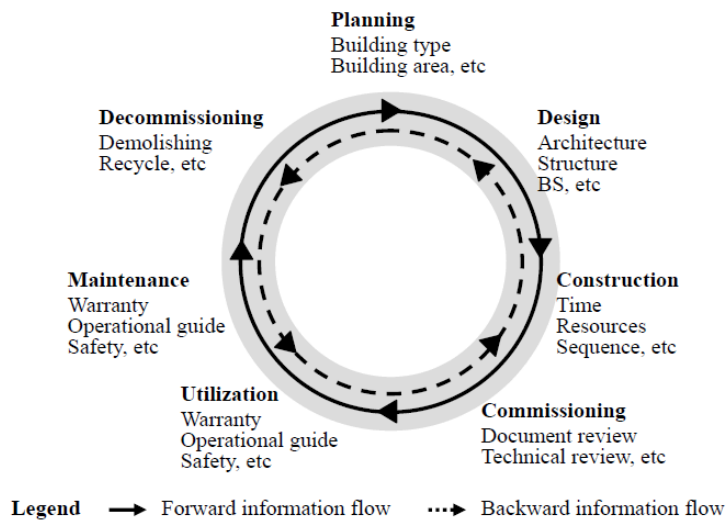 Planning
Building type
Building area, etc
Decommissioning
Demolishing
Recycle, etc
Design
Architecture
Structure
BS, etc
Maintenance
Warranty
Operational guide
Safety, etc
Construction
Time
Resources
Sequence, etc
Utilization
Warranty
Operational guide
Safety, etc
Commissioning
Document review
Technical review, etc
Legend Forward information flow Backward information flow